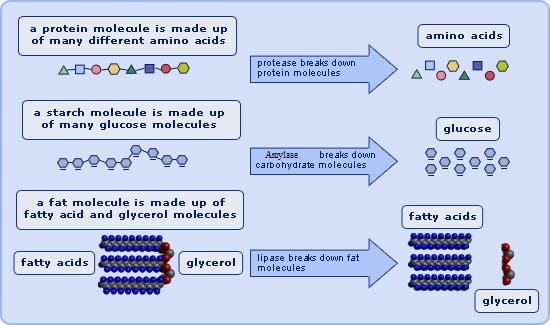 a protein molecule is made up
of many different amino acids
protease breaks down
protein molecules
amino acids
a starch molecule is made up
of many glucose molecules
Amylase breaks down
carbohydrate molecules
glucose
a fat molecule is made up of
fatty acid and glycerol molecules
fatty acids
glycerol
lipase breaks down fat
molecules
fatty acids
glycerol